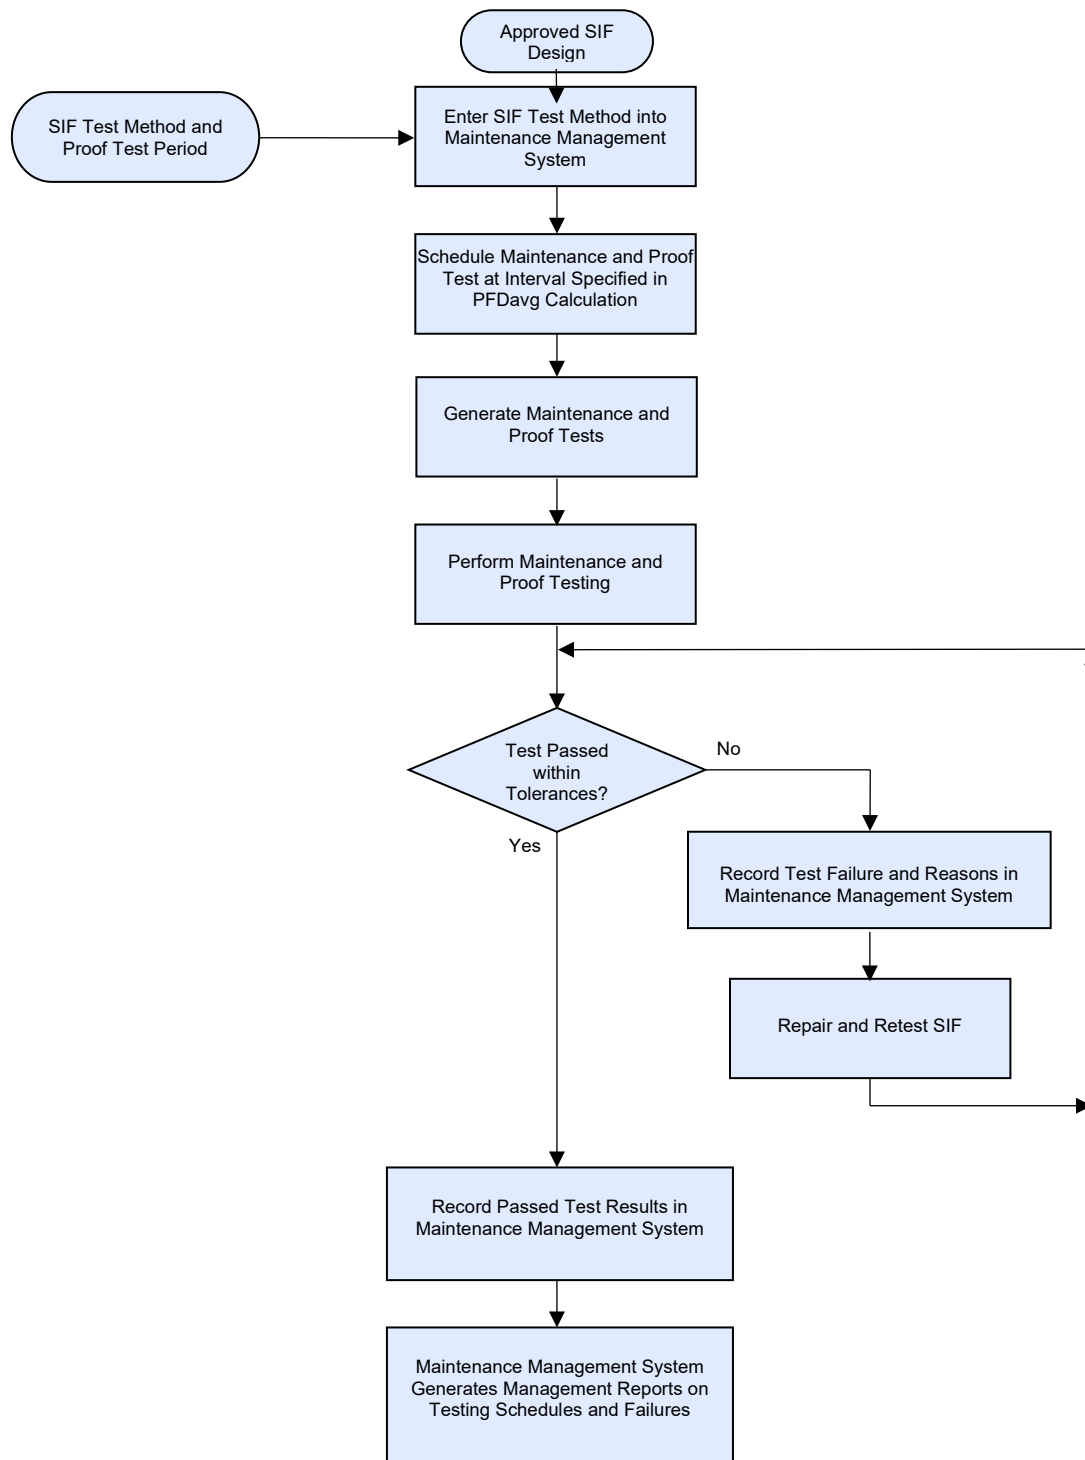 Approved SIF
Design
SIF Test Method and
Proof Test Period
Enter SIF Test Method into
Maintenance Management
System
Schedule Maintenance and Proof
Test at Interval Specified in
PFDavg Calculation
Generate Maintenance and
Proof Tests
Perform Maintenance and
Proof Testing
Test Passed
within
Tolerances?
No
Yes
Record Test Failure and Reasons in
Maintenance Management System
Repair and Retest SIF
Record Passed Test Results in
Maintenance Management System
Maintenance Management System
Generates Management Reports on
Testing Schedules and Failures